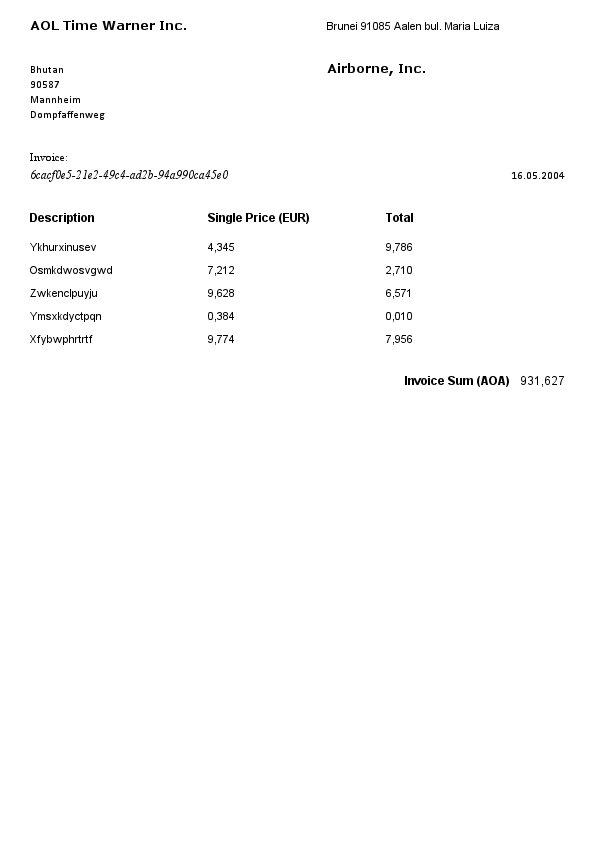 AOL Time Warner Inc.
Brunei 91085 Aalen bul. Maria Luiza
Airborne, Inc.
Bhutan
90587
Mannheim
Dompfaffenweg
Invoice:
6cacf0e5-21e2-49c4-ad2b-94a990ca45e0
16.05.2004
Description Single Price (EUR) Total
Ykhurxinusev 4,345 9,786
Osmkdwosvgwd 7,212 2,710
Zwkenclpuyju 9,628 6,571
Ymsxkdyctpqn 0,384 0,010
Xfybwphrtrtf 9,774 7,956
Invoice Sum (AOA) 931,627